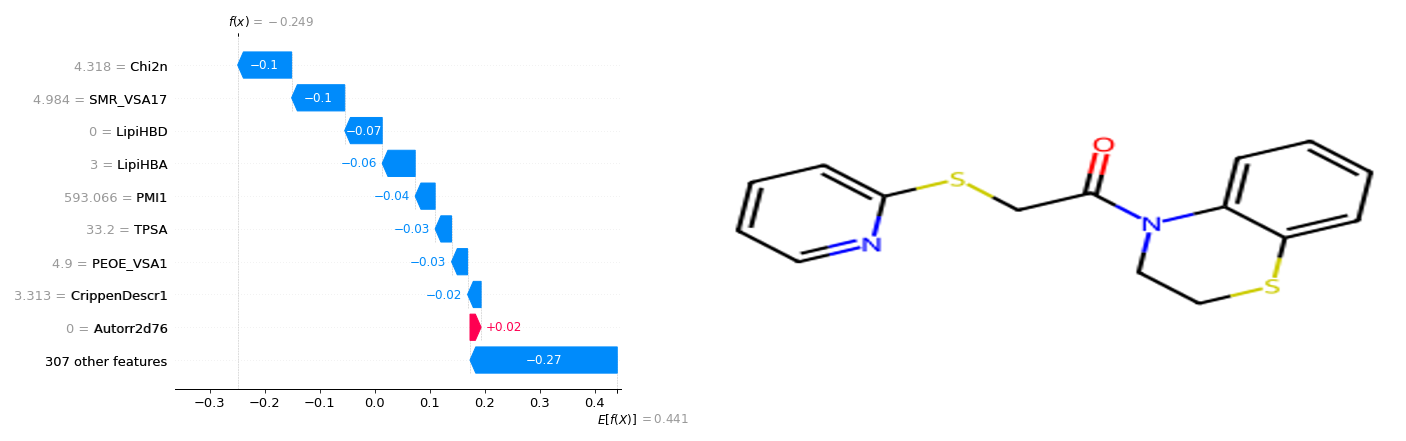 f(x) = −0.249
4.318 = Chi2n
−0.1
4.984 = SMR_VSA17
−0.1
0 = LipiHBD
−0.07
3 = LipiHBA
−0.06
593.066 = PMI1
−0.04
33.2 = TPSA
−0.03
4.9 = PEOE_VSA1
−0.03
3.313 = CrippenDescr1
−0.02
0 = Autorr2d76
+0.02
307 other features
−0.27
−0.3 −0.2 −0.1 0.0 0.1 0.2 0.3 0.4
E[f(X)] = 0.441
O
S
N
N
S